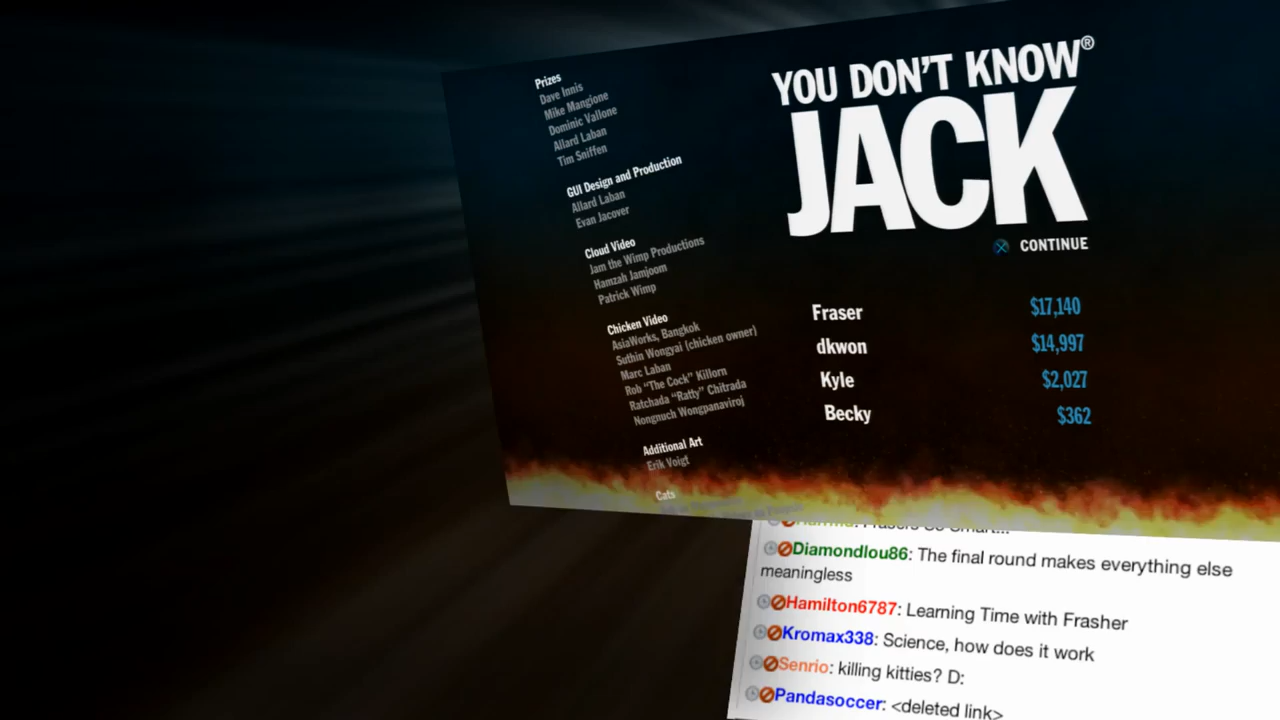 Prizes
Dave Innis
Mike Mangione
Dominic Vallone
Allard Laban
Tim Sniffen
GUI Design and Production
Allard Laban
Evan Jacover
Cloud Video
Jam the Wimp Productions
Hamzah Jamjoom
Patrick Wimp
Chicken Video
AsiaWorks, Bangkok
Suthin Wongyai (chicken owner)
Marc Laban
Rob "The Cock" Killorn
Ratchada "Ratty" Chitrada
Nongnuch Wongpanaviroj
Additional Art
Erik Voigt
Cats
YOU DON'T KNOW®
JACK
CONTINUE
Fraser $17,140
dkwon $14,997
Kyle $2,027
Becky $362
Diamondlou86: The final round makes everything else
meaningless
Hamilton6787: Learning Time with Frasher
Kromax338: Science, how does it work
Senrio: killing kitties? D:
Pandasoccer: <deleted link>